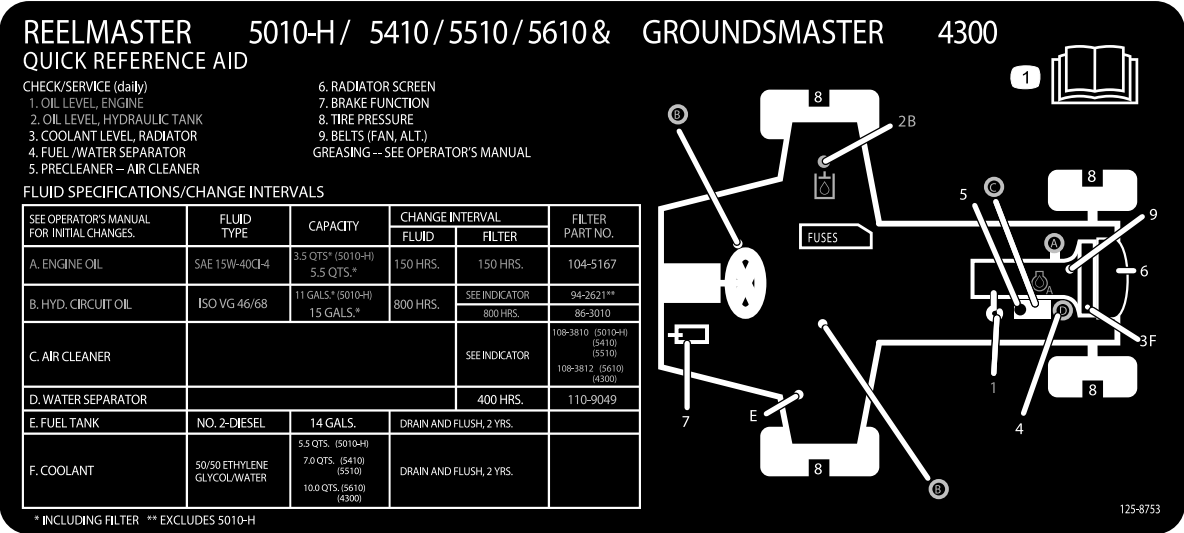 REELMASTER 5010-H / 5410 / 5510 / 5610 & GROUNDSMASTER 4300
QUICK REFERENCE AID
CHECK/SERVICE (daily)
1. OIL LEVEL, ENGINE
2. OIL LEVEL, HYDRAULIC TANK
3. COOLANT LEVEL, RADIATOR
4. FUEL /WATER SEPARATOR
5. PRECLEANER – AIR CLEANER
6. RADIATOR SCREEN
7. BRAKE FUNCTION
8. TIRE PRESSURE
9. BELTS (FAN, ALT.)
GREASING -- SEE OPERATOR'S MANUAL
FLUID SPECIFICATIONS/CHANGE INTERVALS
SEE OPERATOR'S MANUAL
FOR INITIAL CHANGES.
FLUID
TYPE
CAPACITY
CHANGE INTERVAL
FLUID
FILTER
FILTER
PART NO.
A. ENGINE OIL
SAE 15W-40CI-4
3.5 QTS* (5010-H)
5.5 QTS.*
150 HRS.
150 HRS.
104-5167
B. HYD. CIRCUIT OIL
ISO VG 46/68
11 GALS.* (5010-H)
15 GALS.*
800 HRS.
SEE INDICATOR
94-2621**
800 HRS.
86-3010
C. AIR CLEANER
SEE INDICATOR
108-3810 (5010-H)
(5410)
(5510)
108-3812 (5610)
(4300)
D. WATER SEPARATOR
400 HRS.
110-9049
E. FUEL TANK
NO. 2-DIESEL
14 GALS.
DRAIN AND FLUSH, 2 YRS.
F. COOLANT
50/50 ETHYLENE
GLYCOL/WATER
5.5 QTS. (5010-H)
7.0 QTS. (5410)
(5510)
10.0 QTS. (5610)
(4300)
DRAIN AND FLUSH, 2 YRS.
* INCLUDING FILTER ** EXCLUDES 5010-H
1
8
B
2B
8
5
C
9
FUSES
A
6
A
D
3F
7
E
1
8
4
8
B
125-8753